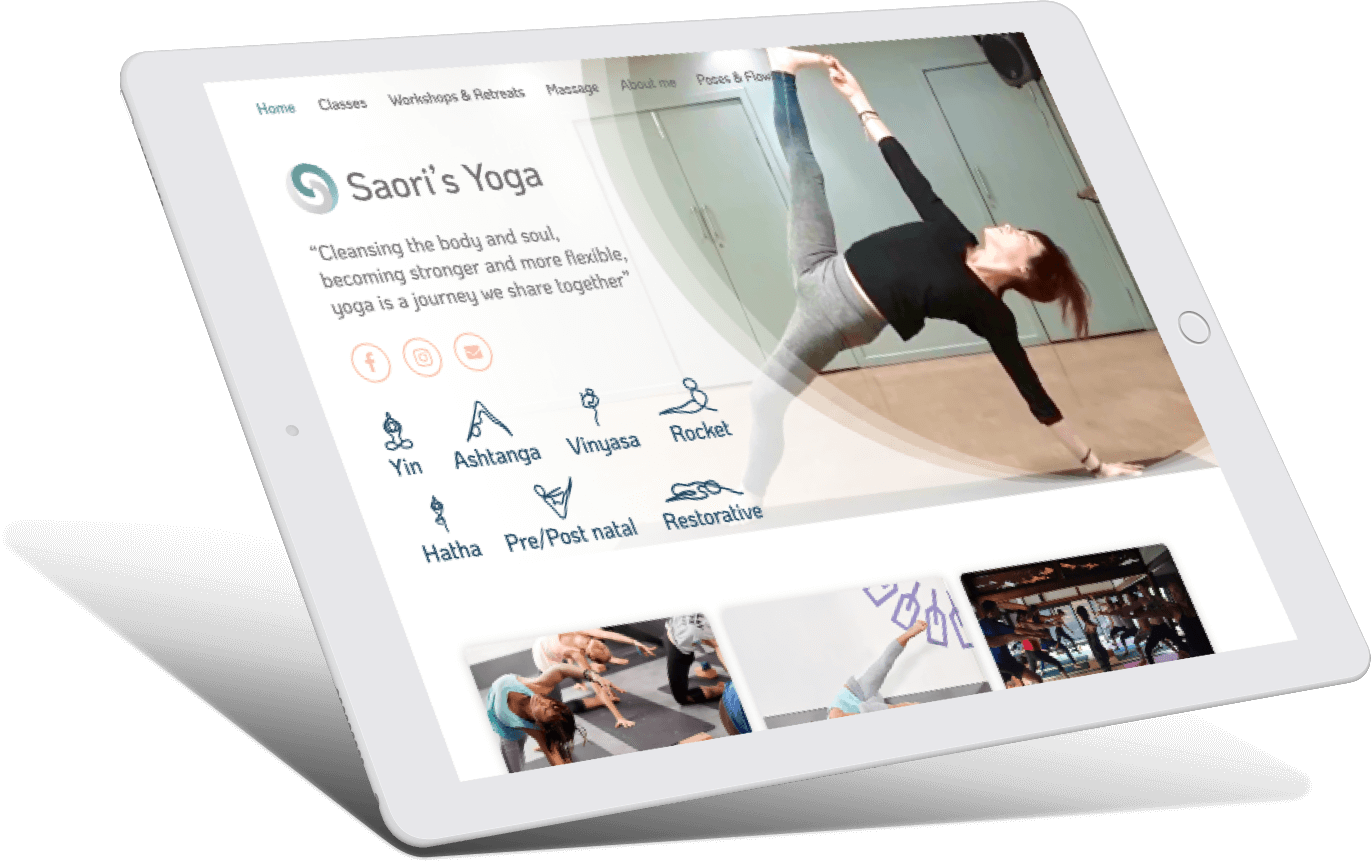 Home Classes Workshops & Retreats Massage About me Poses & Flow
Saori's Yoga
“Cleansing the body and soul,
becoming stronger and more flexible,
yoga is a journey we share together”
Yin Ashtanga Vinyasa Rocket
Hatha Pre/Post natal Restorative